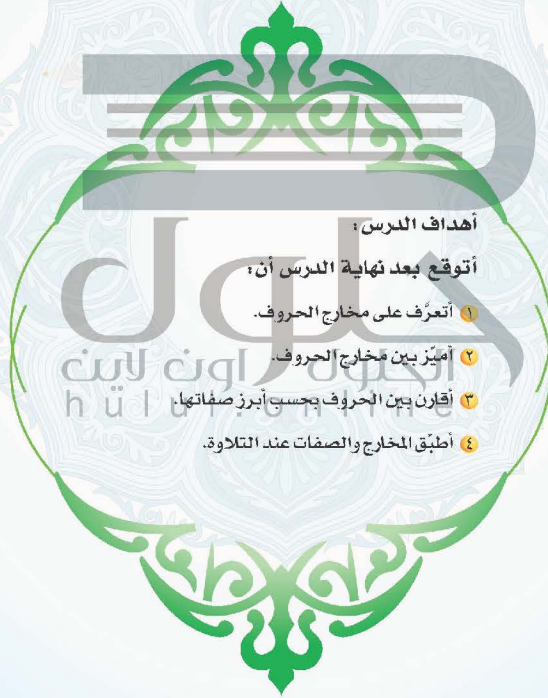 أهداف الدرس:
أتوقع بعد نهاية الدرس أن:
١ أتعرَّف على مخارج الحروف.
٢ أميّز بين مخارج الحروف.
٣ أقارن بين الحروف بحسب أبرز صفاتها.
٤ أطبّق المخارج والصفات عند التلاوة.
حلول
الحلول اون لاين
hulul.online